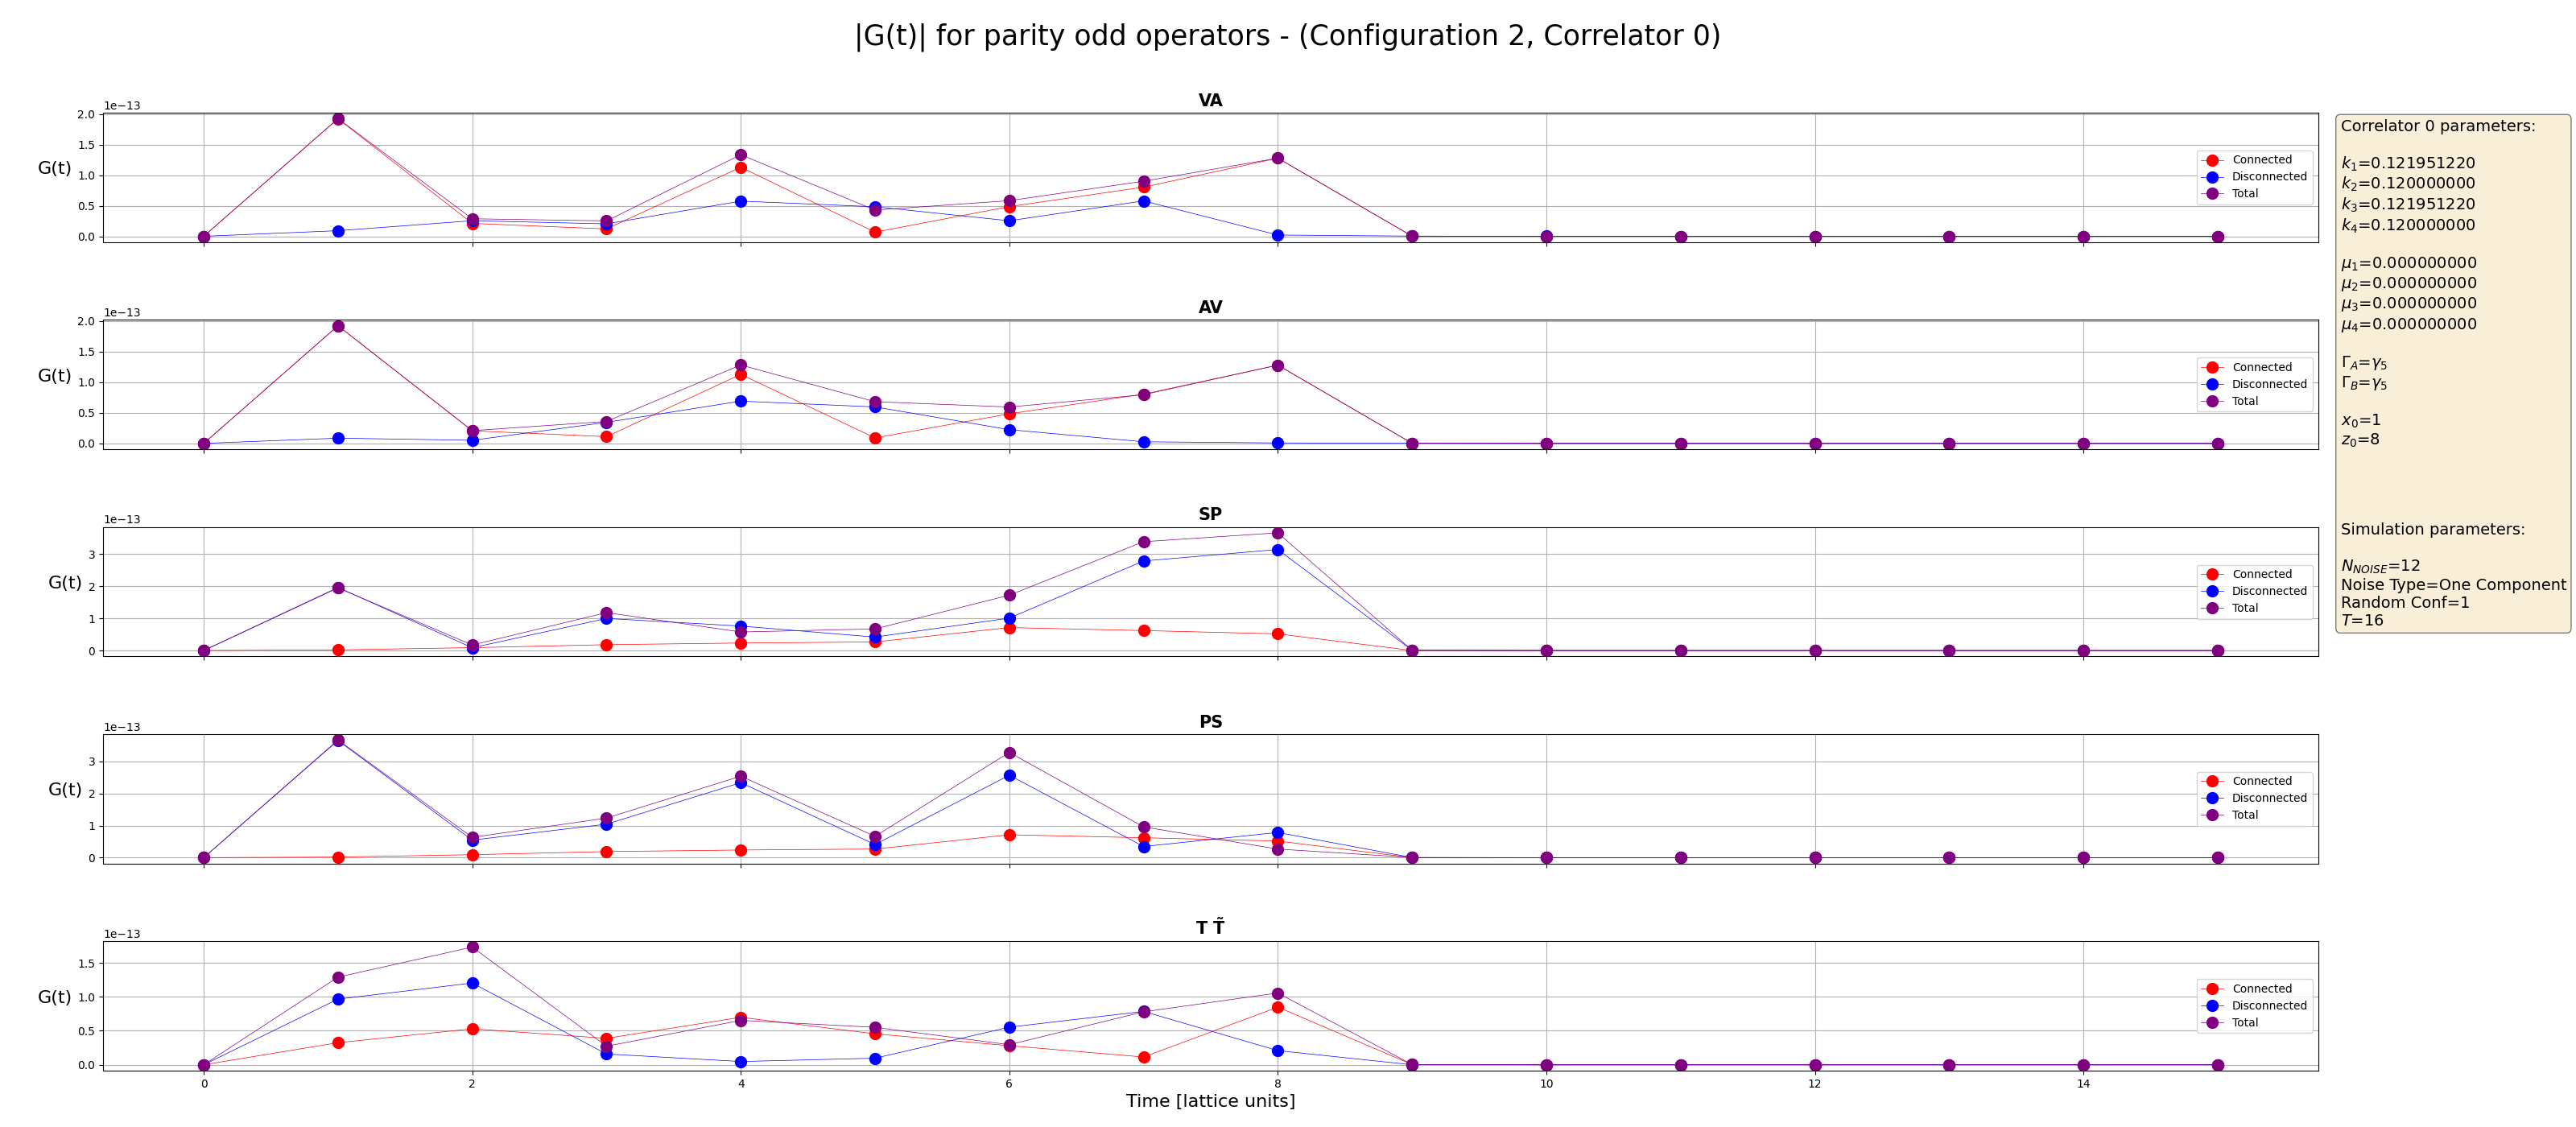 |G(t)| for parity odd operators - (Configuration 2, Correlator 0)
VA
1e−13
2.0
1.5
1.0
0.5
0.0
G(t)
Connected
Disconnected
Total
AV
1e−13
2.0
1.5
1.0
0.5
0.0
G(t)
Connected
Disconnected
Total
SP
1e−13
3
2
1
0
G(t)
Connected
Disconnected
Total
PS
1e−13
3
2
1
0
G(t)
Connected
Disconnected
Total
T T̃
1e−13
1.5
1.0
0.5
0.0
G(t)
Connected
Disconnected
Total
0 2 4 6 8 10 12 14
Time [lattice units]
Correlator 0 parameters:
k₁=0.121951220
k₂=0.120000000
k₃=0.121951220
k₄=0.120000000
μ₁=0.000000000
μ₂=0.000000000
μ₃=0.000000000
μ₄=0.000000000
Γ_A=γ₅
Γ_B=γ₅
x₀=1
z₀=8
Simulation parameters:
N_NOISE=12
Noise Type=One Component
Random Conf=1
T=16